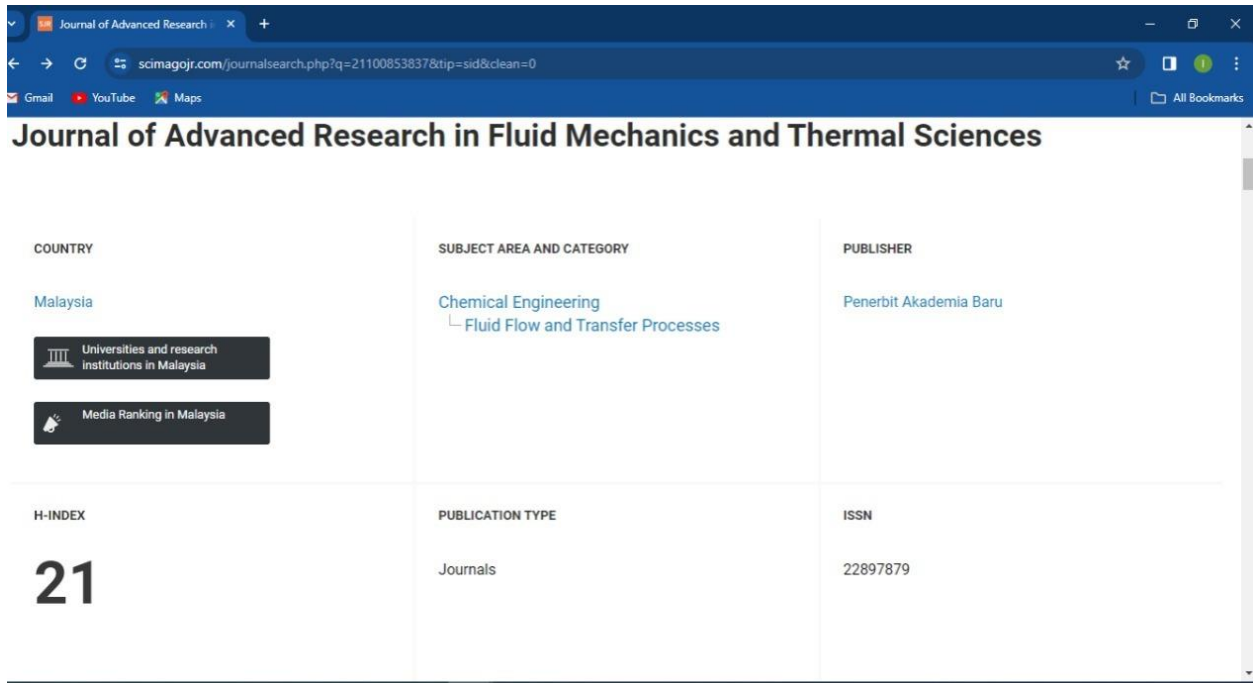 Journal of Advanced Research i
scimagojr.com/journalsearch.php?q=21100853837&tip=sid&clean=0
Gmail YouTube Maps All Bookmarks
Journal of Advanced Research in Fluid Mechanics and Thermal Sciences
COUNTRY
SUBJECT AREA AND CATEGORY
PUBLISHER
Malaysia
Chemical Engineering
Fluid Flow and Transfer Processes
Penerbit Akademia Baru
Universities and research
institutions in Malaysia
Media Ranking in Malaysia
H-INDEX
PUBLICATION TYPE
ISSN
21
Journals
22897879